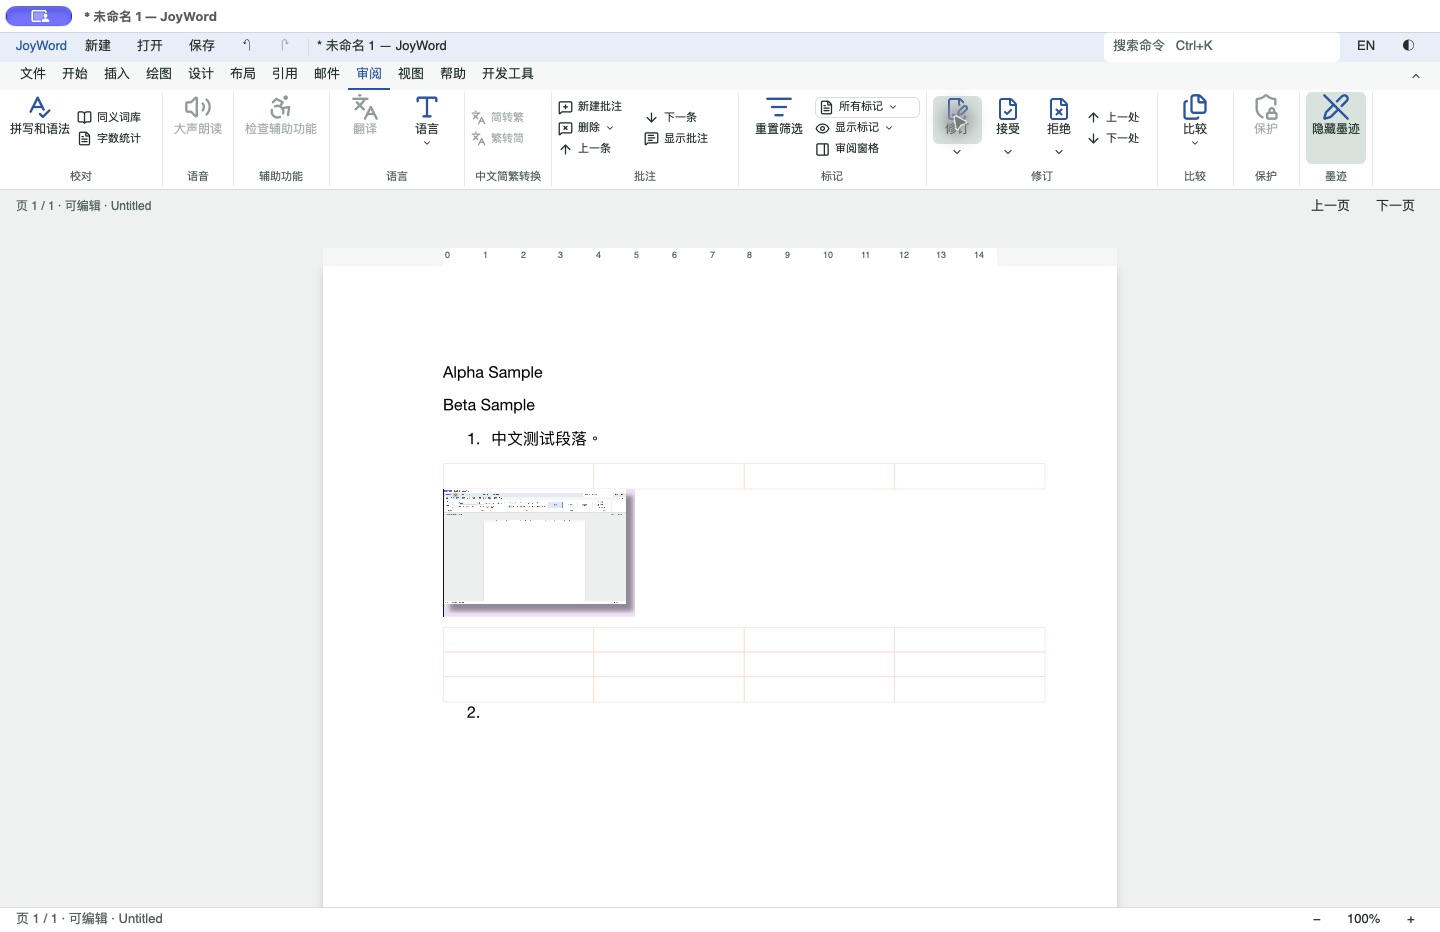 * 未命名 1 — JoyWord
JoyWord 新建 打开 保存 * 未命名 1 — JoyWord 搜索命令 Ctrl+K EN
文件 开始 插入 绘图 设计 布局 引用 邮件 审阅 视图 帮助 开发工具
拼写和语法 同义词库 字数统计 校对
大声朗读 语音
检查辅助功能 辅助功能
翻译 语言 语言
简转繁 繁转简 中文简繁转换
新建批注 删除 上一条 下一条 显示批注 批注
重置筛选 所有标记 显示标记 审阅窗格 标记
修订 接受 拒绝 上一处 下一处 修订
比较 比较
保护 保护
隐藏墨迹 墨迹
页 1 / 1 · 可编辑 · Untitled 上一页 下一页
0 1 2 3 4 5 6 7 8 9 10 11 12 13 14
Alpha Sample
Beta Sample
1. 中文测试段落。
2.
页 1 / 1 · 可编辑 · Untitled − 100% +